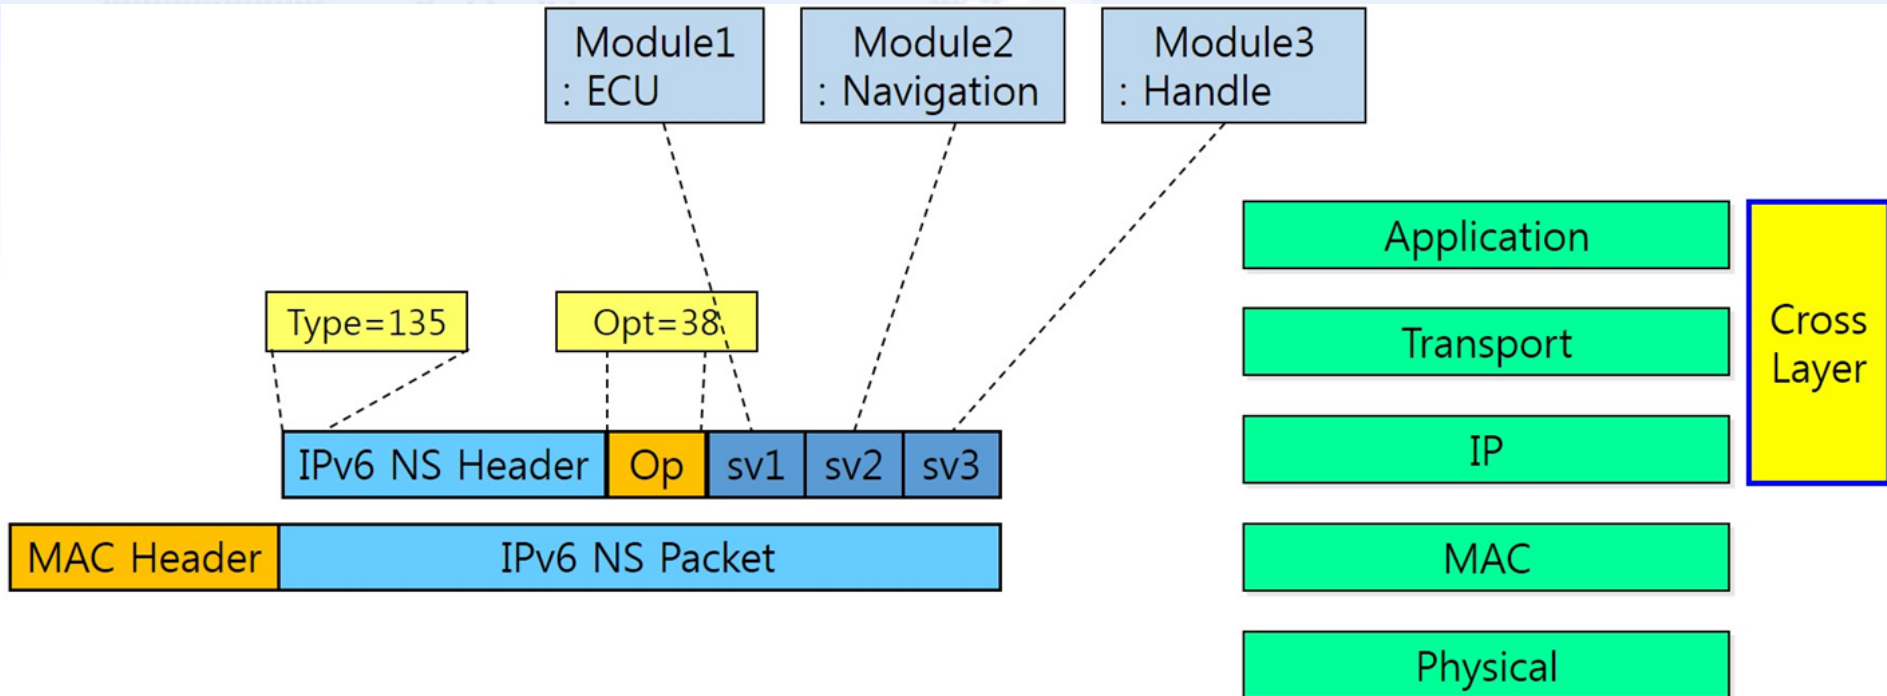 Module1
: ECU
Module2
: Navigation
Module3
: Handle
Type=135
Opt=38
IPv6 NS Header
Op
sv1
sv2
sv3
MAC Header
IPv6 NS Packet
Application
Transport
IP
MAC
Physical
Cross
Layer